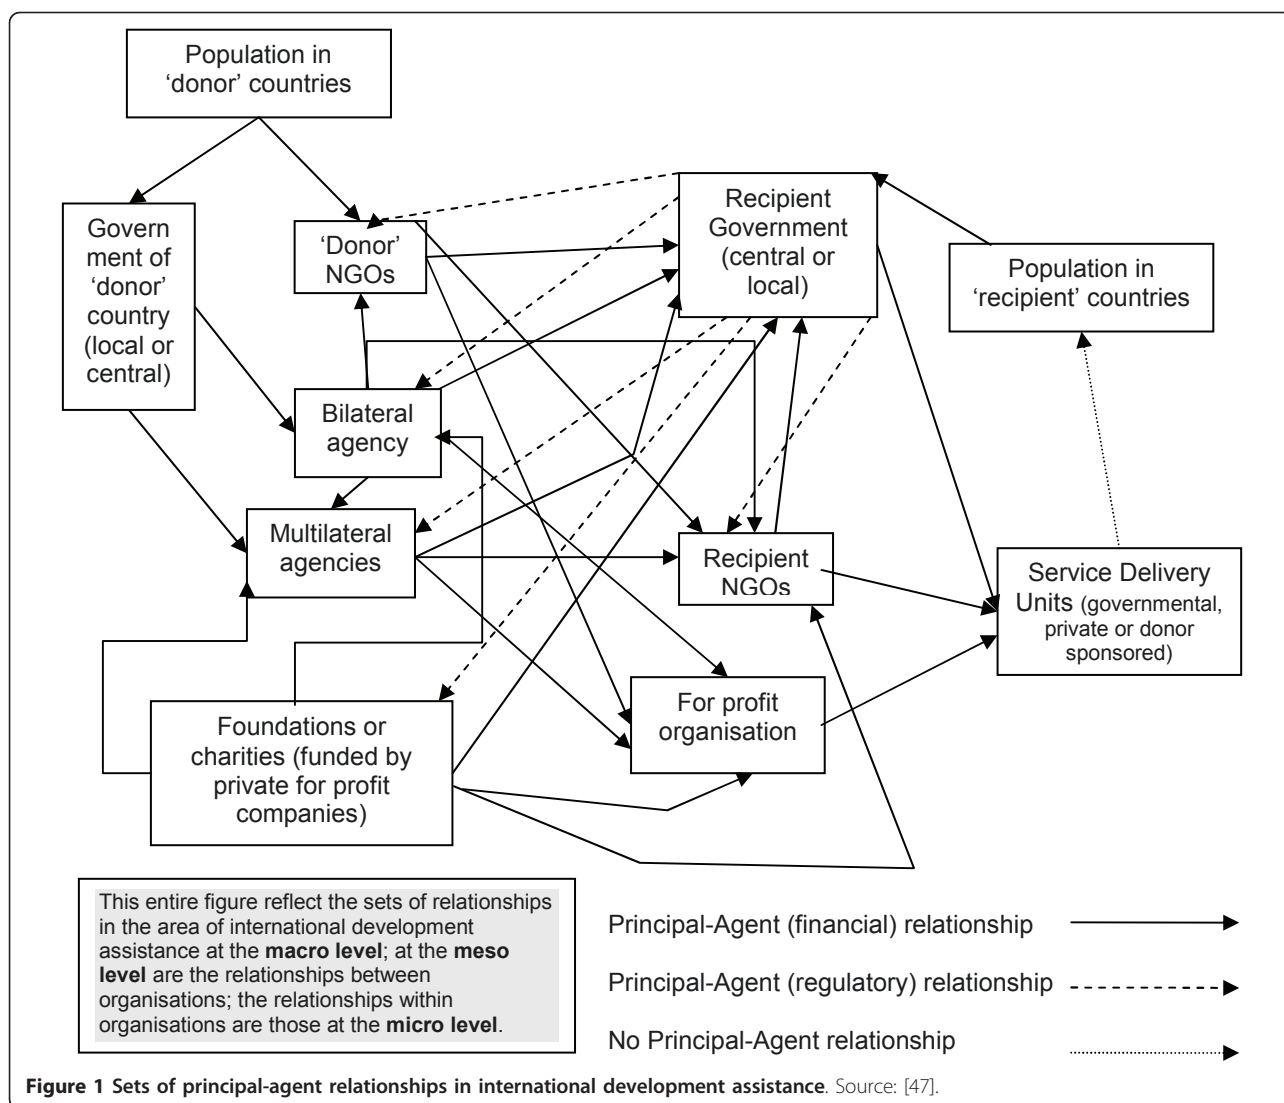 Population in
‘donor’ countries
Govern
ment of
‘donor’
country
(local or
central)
‘Donor’
NGOs
Recipient
Government
(central or
local)
Population in
‘recipient’ countries
Bilateral
agency
Multilateral
agencies
Recipient
NGOs
Service Delivery
Units (governmental,
private or donor
sponsored)
For profit
organisation
Foundations or
charities (funded by
private for profit
companies)
This entire figure reflect the sets of relationships
in the area of international development
assistance at the macro level; at the meso
level are the relationships between
organisations; the relationships within
organisations are those at the micro level.
Principal-Agent (financial) relationship
Principal-Agent (regulatory) relationship
No Principal-Agent relationship
Figure 1 Sets of principal-agent relationships in international development assistance. Source: [47].